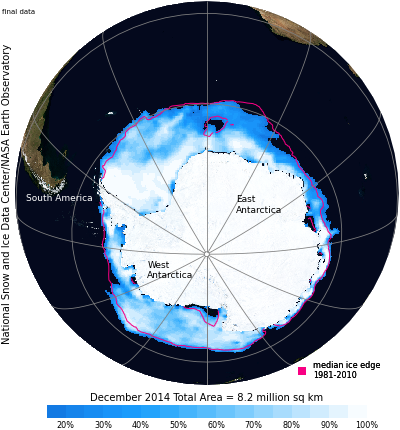 final data
National Snow and Ice Data Center/NASA Earth Observatory
South America
East
Antarctica
West
Antarctica
median ice edge
1981-2010
December 2014 Total Area = 8.2 million sq km
20% 30% 40% 50% 60% 70% 80% 90% 100%